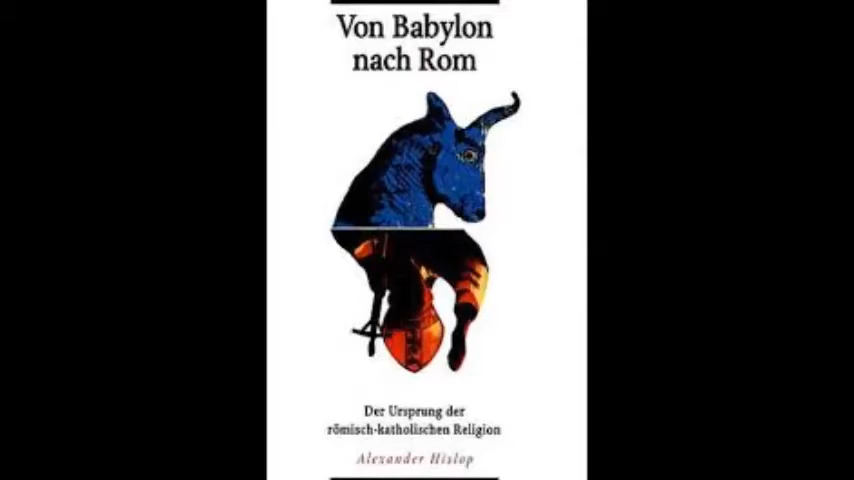 Von Babylon
nach Rom
Der Ursprung der
römisch-katholischen Religion
Alexander Hislop